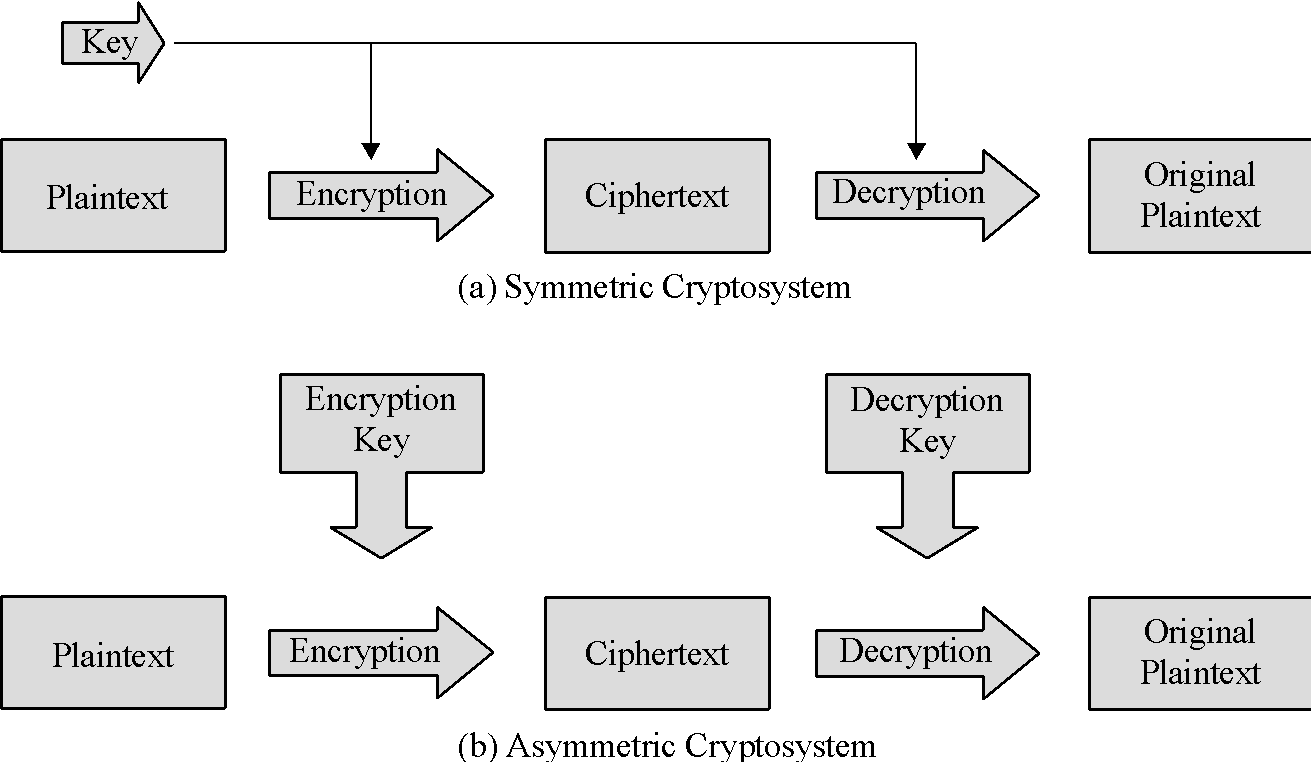 Key
Plaintext
Encryption
Ciphertext
Decryption
Original
Plaintext
(a) Symmetric Cryptosystem
Encryption
Key
Decryption
Key
Plaintext
Encryption
Ciphertext
Decryption
Original
Plaintext
(b) Asymmetric Cryptosystem